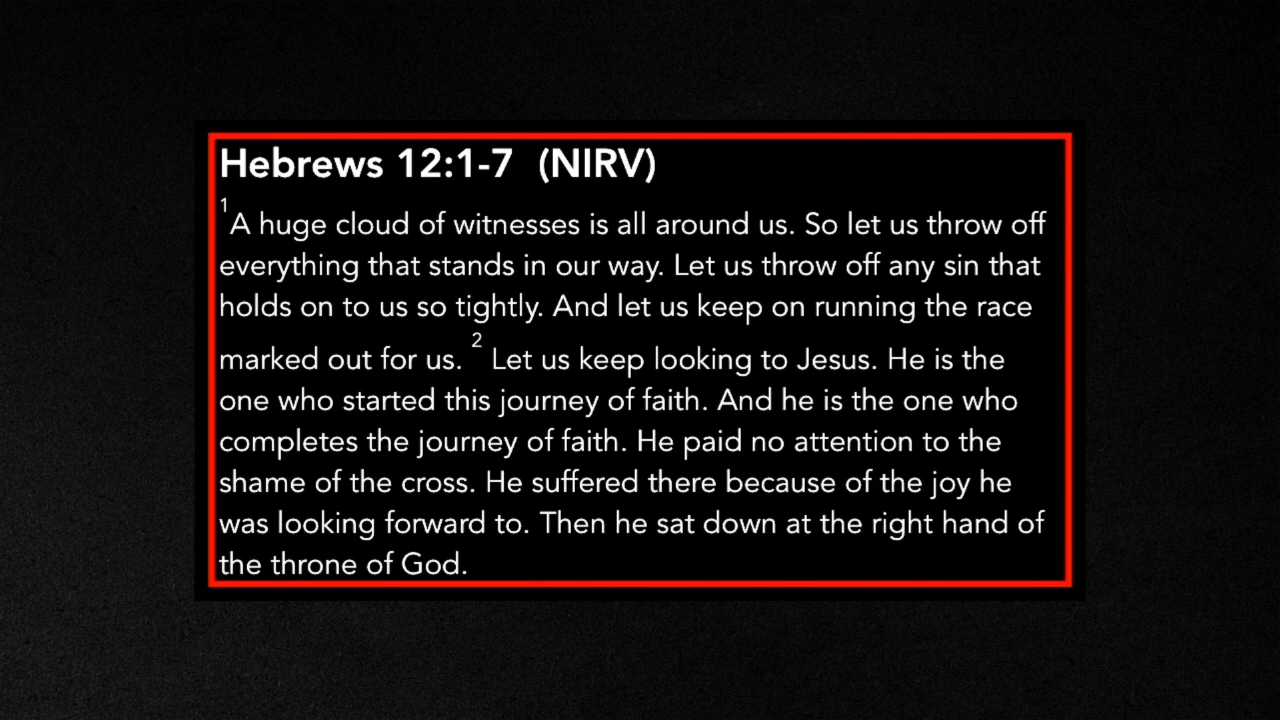 Hebrews 12:1-7 (NIRV)
1 A huge cloud of witnesses is all around us. So let us throw off
everything that stands in our way. Let us throw off any sin that
holds on to us so tightly. And let us keep on running the race
marked out for us. 2 Let us keep looking to Jesus. He is the
one who started this journey of faith. And he is the one who
completes the journey of faith. He paid no attention to the
shame of the cross. He suffered there because of the joy he
was looking forward to. Then he sat down at the right hand of
the throne of God.